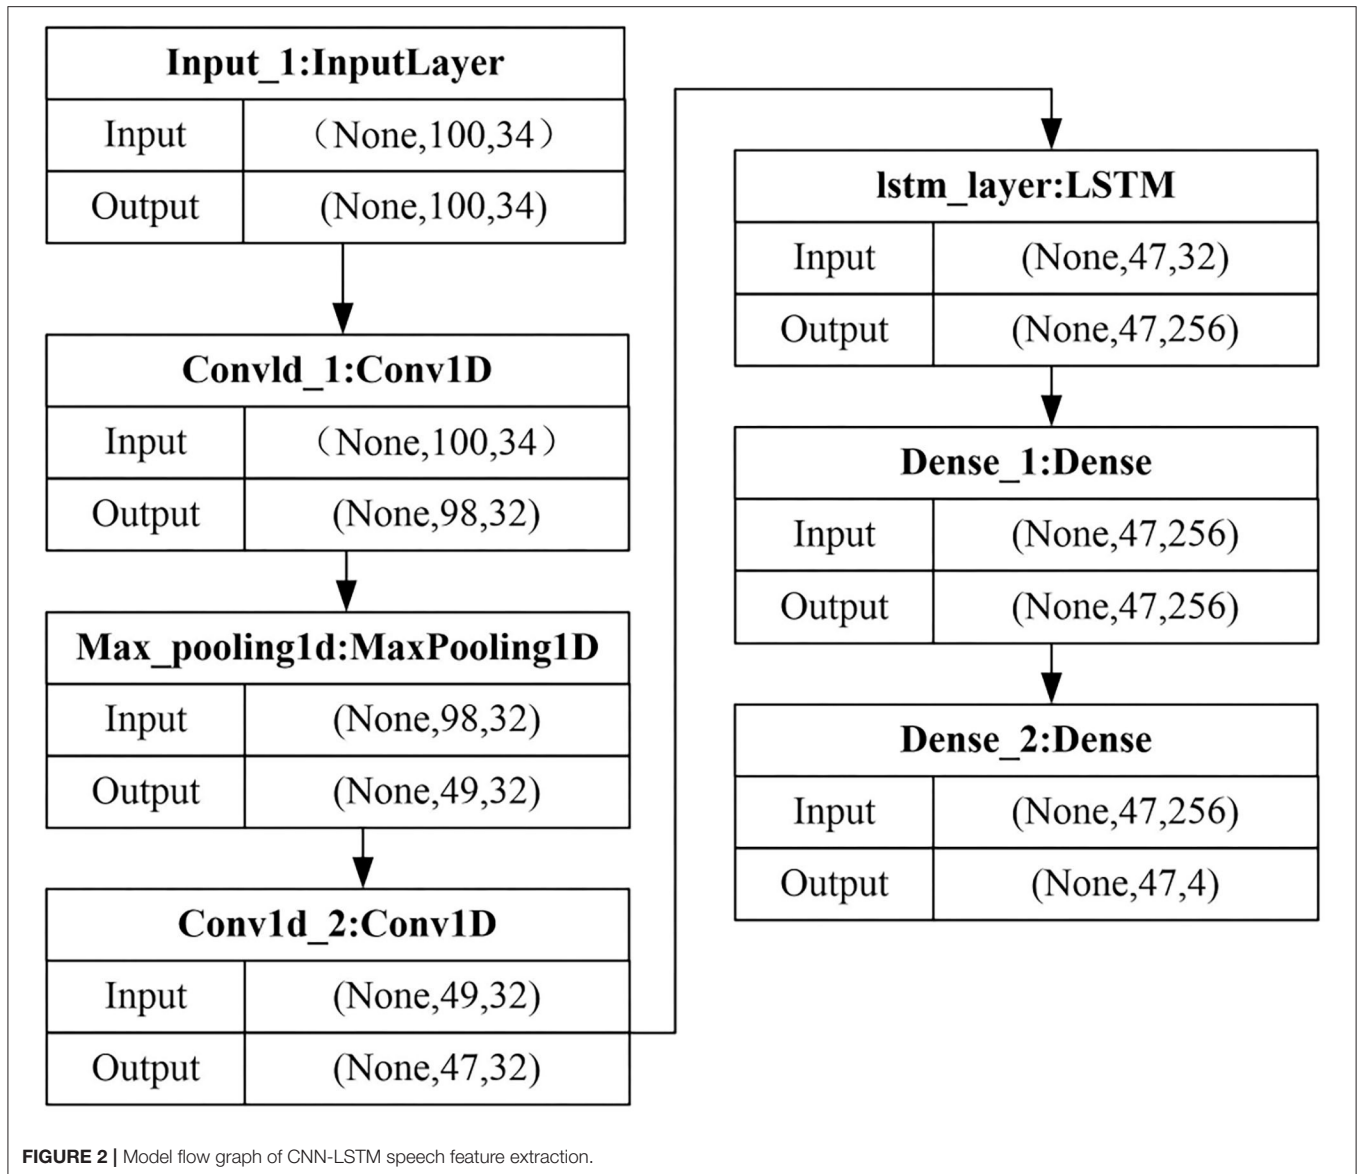 Input_1:InputLayer
Input （None,100,34）
Output (None,100,34)
Convld_1:Conv1D
Input （None,100,34）
Output (None,98,32)
Max_pooling1d:MaxPooling1D
Input (None,98,32)
Output (None,49,32)
Conv1d_2:Conv1D
Input (None,49,32)
Output (None,47,32)
lstm_layer:LSTM
Input (None,47,32)
Output (None,47,256)
Dense_1:Dense
Input (None,47,256)
Output (None,47,256)
Dense_2:Dense
Input (None,47,256)
Output (None,47,4)
FIGURE 2 | Model flow graph of CNN-LSTM speech feature extraction.